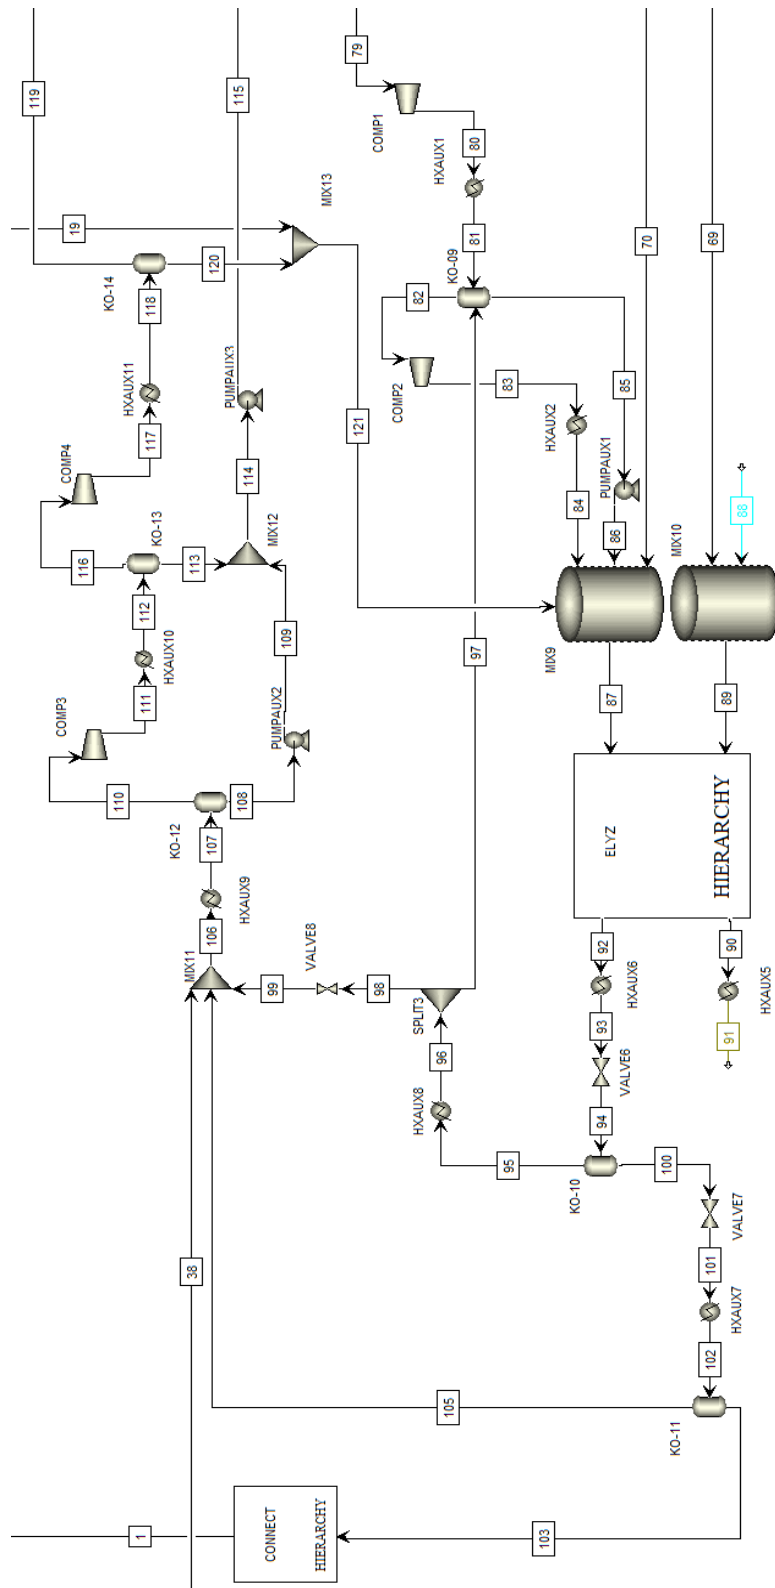 119
115
79
COMP1
80
HXAUX1
MIX13
19
81
70
69
120
KO-14
KO-09
118
82
HXAUX11
PUMPAUX3
COMP2
83
85
117
121
HXAUX2
COMP4
114
PUMPAUX1
84
88
KO-13
MIX12
86
116
113
MIX10
112
HXAUX10
109
97
MIX9
111
87
89
COMP3
PUMPAUX2
110
108
KO-12
107
ELYZ
HIERARCHY
HXAUX9
VALVE8
106
92
90
MIX11
99
98
SPLIT3
HXAUX6
HXAUX5
96
93
91
VALVE6
HXAUX8
94
95
100
KO-10
VALVE7
38
101
HXAUX7
102
105
KO-11
1
CONNECT
HIERARCHY
103